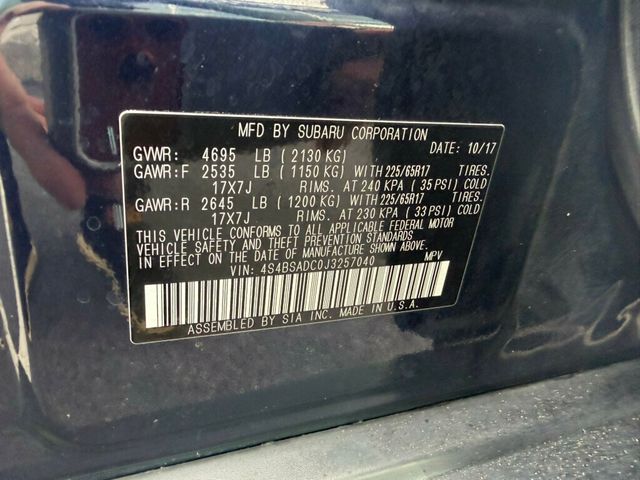 MFD BY SUBARU CORPORATION
GVWR: 4695 LB ( 2130 KG) DATE: 10/17
GAWR:F 2535 LB ( 1150 KG) WITH 225/65R17 TIRES.
17X7J RIMS. AT 240 KPA ( 35 PSI) COLD
GAWR:R 2645 LB ( 1200 KG) WITH 225/65R17 TIRES.
17X7J RIMS. AT 230 KPA ( 33 PSI) COLD
THIS VEHICLE CONFORMS TO ALL APPLICABLE FEDERAL MOTOR
VEHICLE SAFETY AND THEFT PREVENTION STANDARDS
IN EFFECT ON THE DATE OF MANUFACTURE SHOWN ABOVE.
VIN: 4S4BSADC0J3257040 MPV
ASSEMBLED BY SIA INC. MADE IN U.S.A.